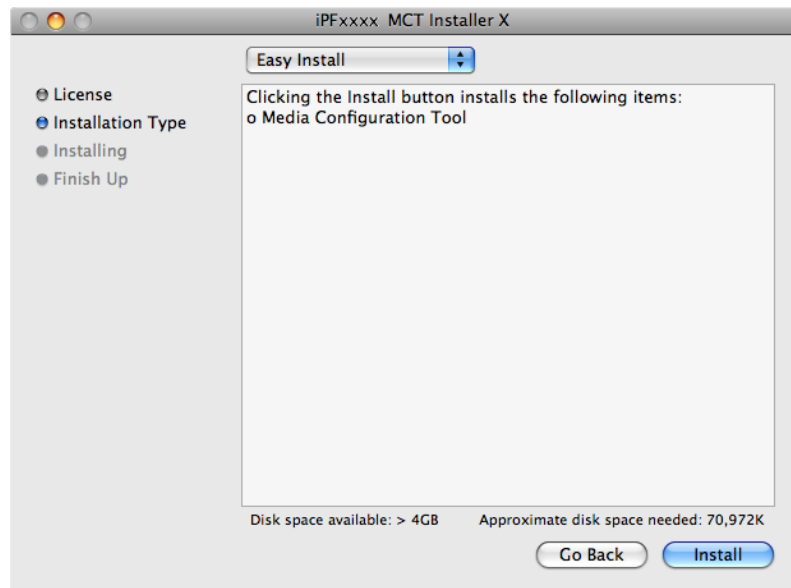 iPFxxxx MCT Installer X
Easy Install
License
Installation Type
Installing
Finish Up
Clicking the Install button installs the following items:
o Media Configuration Tool
Disk space available: > 4GB
Approximate disk space needed: 70,972K
Go Back
Install